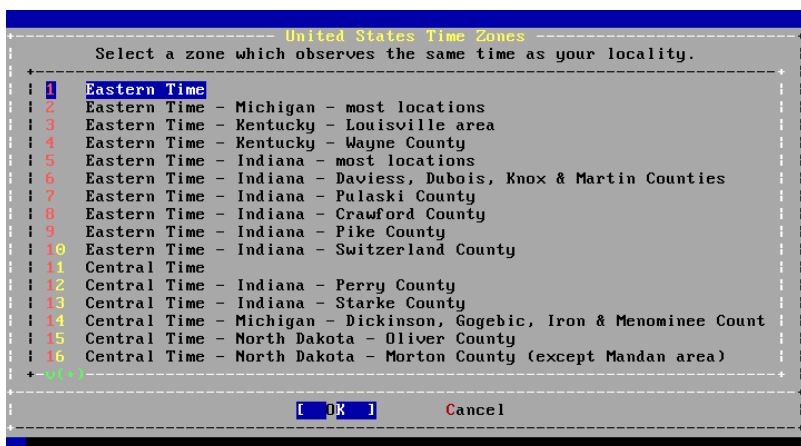 United States Time Zones
Select a zone which observes the same time as your locality.
1 Eastern Time
2 Eastern Time - Michigan - most locations
3 Eastern Time - Kentucky - Louisville area
4 Eastern Time - Kentucky - Wayne County
5 Eastern Time - Indiana - most locations
6 Eastern Time - Indiana - Daviess, Dubois, Knox & Martin Counties
7 Eastern Time - Indiana - Pulaski County
8 Eastern Time - Indiana - Crawford County
9 Eastern Time - Indiana - Pike County
10 Eastern Time - Indiana - Switzerland County
11 Central Time
12 Central Time - Indiana - Perry County
13 Central Time - Indiana - Starke County
14 Central Time - Michigan - Dickinson, Gogebic, Iron & Menominee Count
15 Central Time - North Dakota - Oliver County
16 Central Time - North Dakota - Morton County (except Mandan area)
v(+)
[ OK ] Cancel